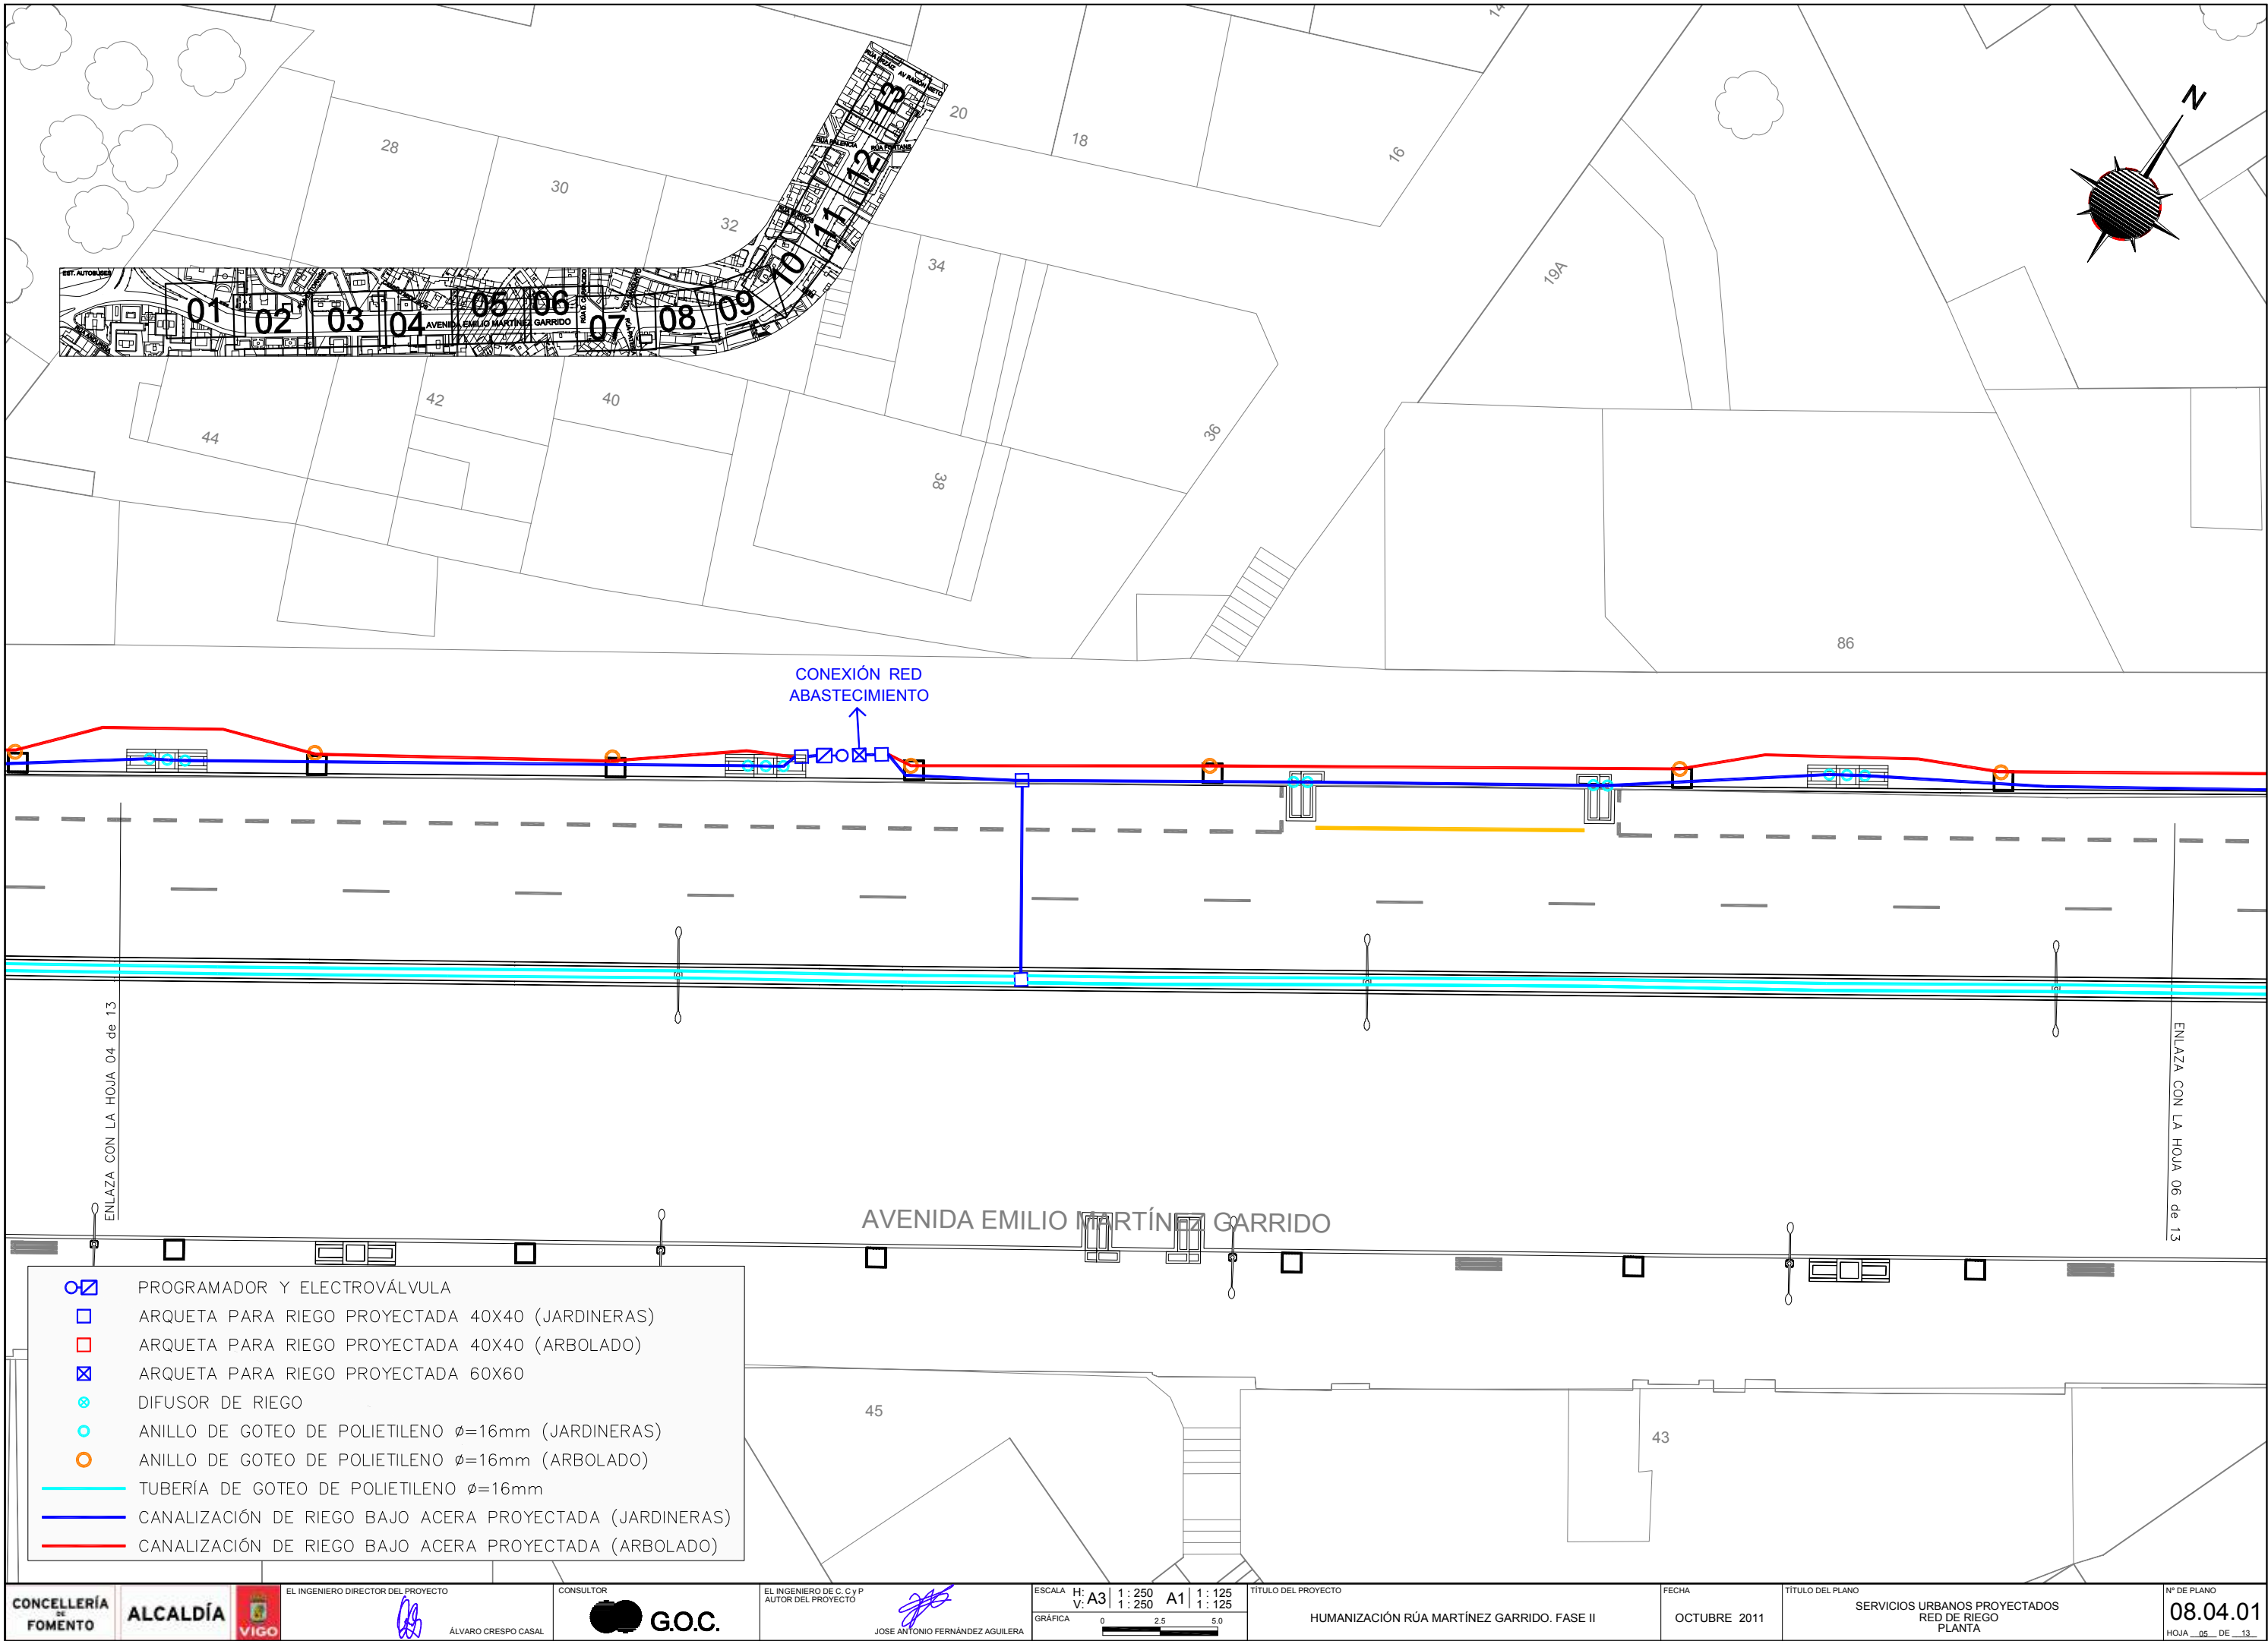 14
N
28
30
32
20
18
16
19A
34
36
38
40
42
44
86
RÚA URZÁIZ
AV RAMÓN NIETO
RÚA PALENCIA
13
12
11
10
09
08
07
06
05
04
03
02
01
EST. AUTOBUSES
AVENIDA EMILIO MARTÍNEZ GARRIDO
CONEXIÓN RED
ABASTECIMIENTO
ENLAZA CON LA HOJA 04 de 13
ENLAZA CON LA HOJA 06 de 13
AVENIDA EMILIO MARTÍNEZ GARRIDO
45
43
PROGRAMADOR Y ELECTROVÁLVULA
ARQUETA PARA RIEGO PROYECTADA 40X40 (JARDINERAS)
ARQUETA PARA RIEGO PROYECTADA 40X40 (ARBOLADO)
ARQUETA PARA RIEGO PROYECTADA 60X60
DIFUSOR DE RIEGO
ANILLO DE GOTEO DE POLIETILENO ø=16mm (JARDINERAS)
ANILLO DE GOTEO DE POLIETILENO ø=16mm (ARBOLADO)
TUBERÍA DE GOTEO DE POLIETILENO ø=16mm
CANALIZACIÓN DE RIEGO BAJO ACERA PROYECTADA (JARDINERAS)
CANALIZACIÓN DE RIEGO BAJO ACERA PROYECTADA (ARBOLADO)
CONCELLERÍA
DE
FOMENTO
ALCALDÍA
VIGO
EL INGENIERO DIRECTOR DEL PROYECTO
ÁLVARO CRESPO CASAL
CONSULTOR
G.O.C.
EL INGENIERO DE C. C y P
AUTOR DEL PROYECTO
JOSE ANTONIO FERNÁNDEZ AGUILERA
ESCALA H: A3 1 : 250 A1 1 : 125
V: 1 : 250 1 : 125
GRÁFICA 0 2.5 5.0
TÍTULO DEL PROYECTO
HUMANIZACIÓN RÚA MARTÍNEZ GARRIDO. FASE II
FECHA
OCTUBRE 2011
TÍTULO DEL PLANO
SERVICIOS URBANOS PROYECTADOS
RED DE RIEGO
PLANTA
Nº DE PLANO
08.04.01
HOJA 05 DE 13